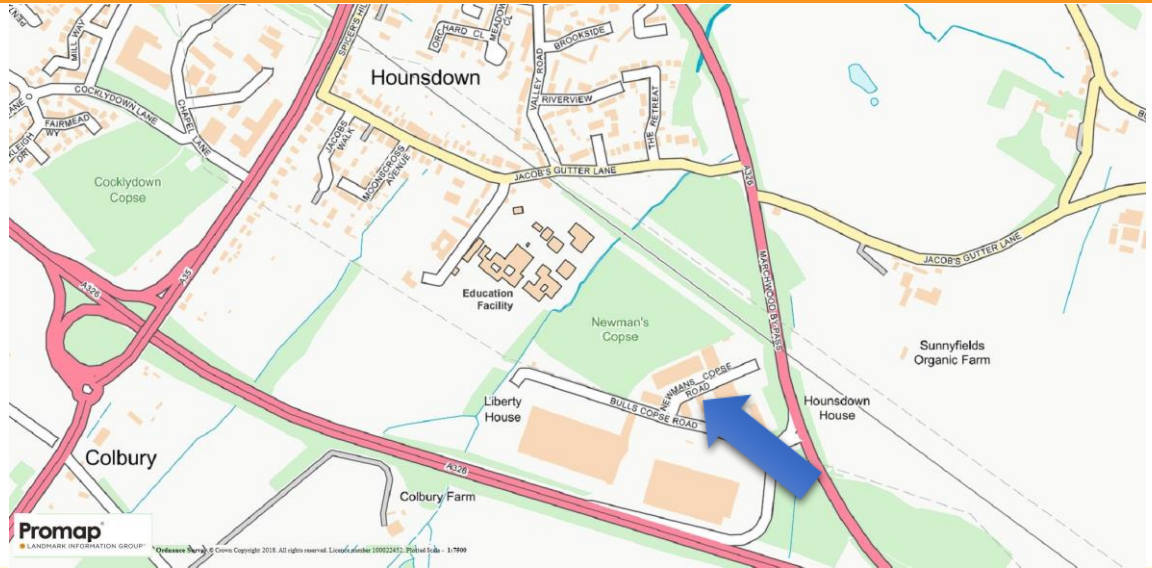 MILL WAY
COCKLYDOWN LANE
FAIRMEAD
WY
CHAPEL LANE
SPICER'S HILL
ORCHARD CL
MEADOW
CL
BROOKSIDE
VALLEY ROAD
RIVERVIEW
THE RETREAT
Hounsdown
JACOBS
WALK
MOONSCROSS
AVENUE
JACOB'S GUTTER LANE
A326
Cocklydown
Copse
A35
A326
MARCHWOOD BY PASS
JACOB'S GUTTER LANE
Education
Facility
Newman's
Copse
Sunnyfields
Organic Farm
NEWMANS COPSE
ROAD
BULLS COPSE ROAD
Liberty
House
Hounsdown
House
Colbury
A326
Colbury Farm
Promap
LANDMARK INFORMATION GROUP
Ordnance Survey © Crown Copyright 2018. All rights reserved. Licence number 100022432. Plotted Scale - 1:7500